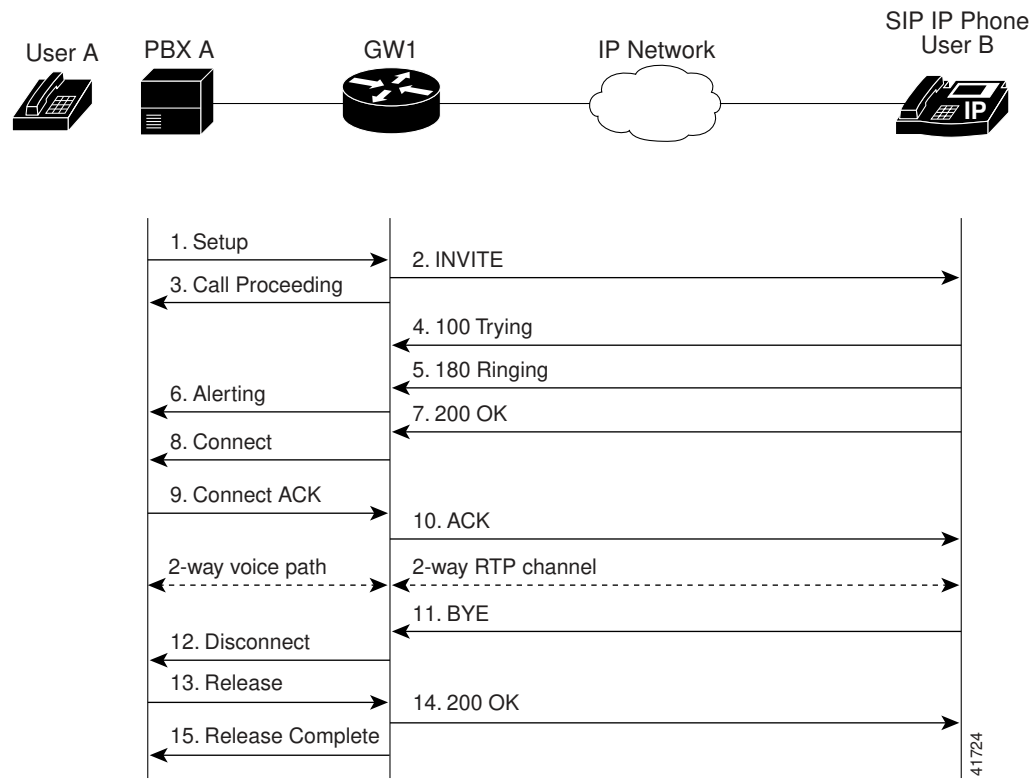 User A
PBX A
GW1
IP Network
SIP IP Phone
User B
IP
1. Setup
2. INVITE
3. Call Proceeding
4. 100 Trying
5. 180 Ringing
6. Alerting
7. 200 OK
8. Connect
9. Connect ACK
10. ACK
2-way voice path
2-way RTP channel
11. BYE
12. Disconnect
13. Release
14. 200 OK
15. Release Complete
41724